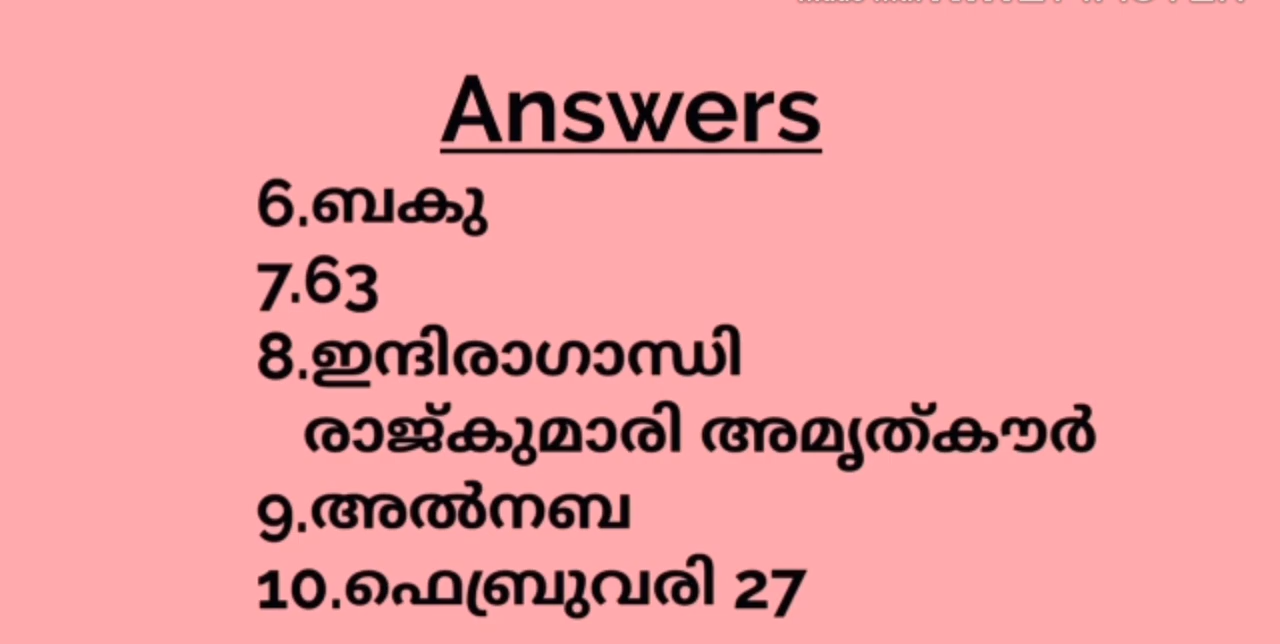 Answers
6.ബകു
7.63
8.ഇന്ദിരാഗാന്ധി
രാജ്കുമാരി അമൃത്കൗർ
9.അൽനബ
10.ഫെബ്രുവരി 27